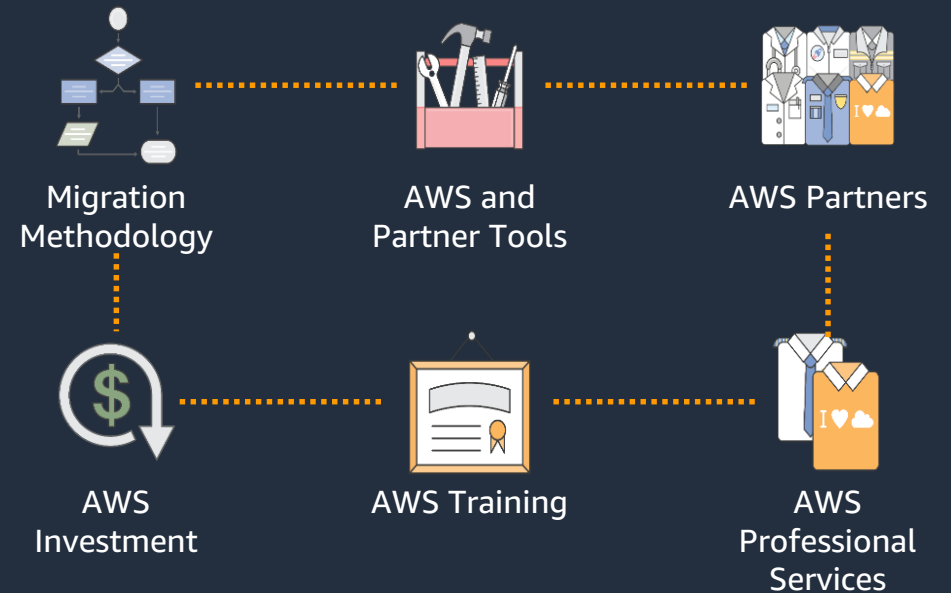 Migration
Methodology
AWS and
Partner Tools
AWS Partners
I♥
AWS
Investment
AWS Training
I♥
AWS
Professional
Services